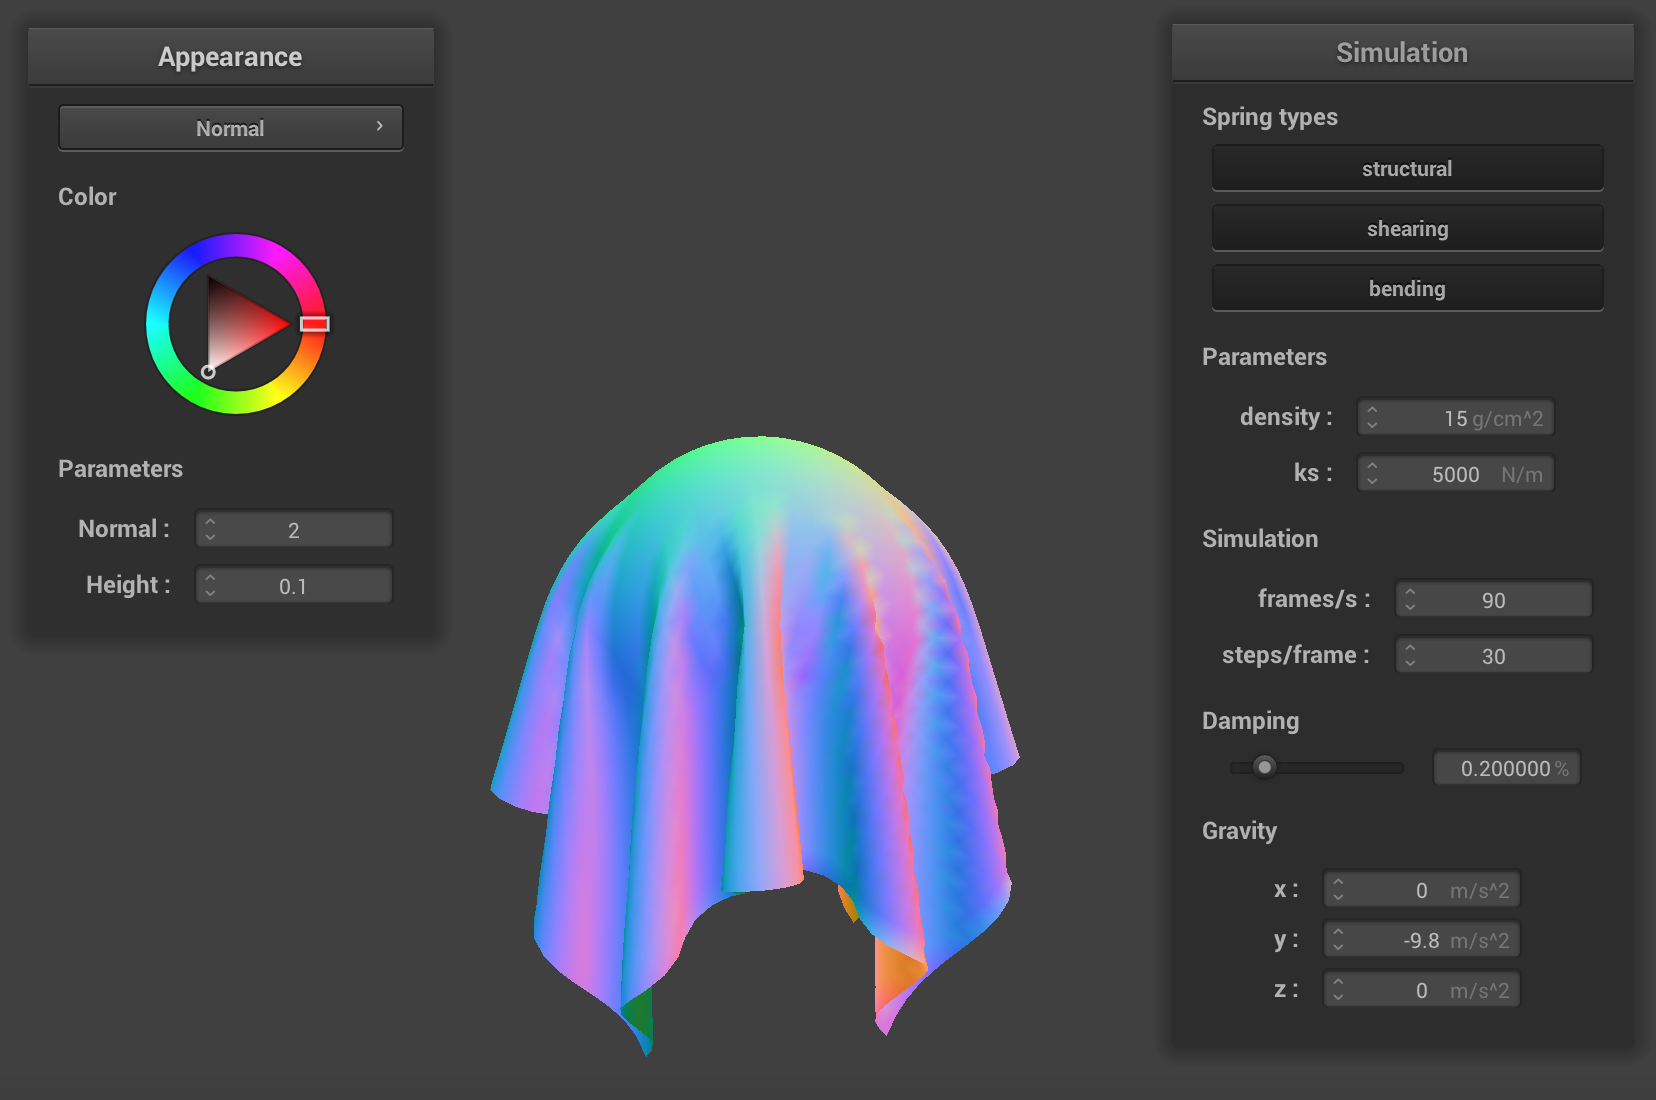 Appearance
Normal
Color
Parameters
Normal : 2
Height : 0.1
Simulation
Spring types
structural
shearing
bending
Parameters
density : 15 g/cm^2
ks : 5000 N/m
Simulation
frames/s : 90
steps/frame : 30
Damping
0.200000 %
Gravity
x : 0 m/s^2
y : -9.8 m/s^2
z : 0 m/s^2